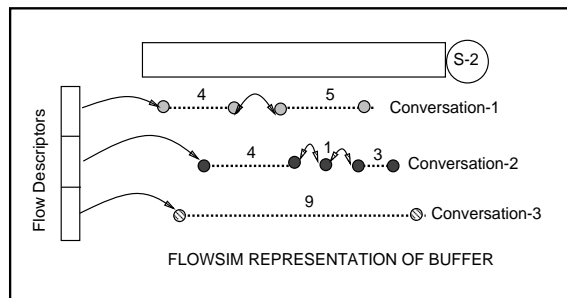 S-2
4 5
Conversation-1
4 1 3
Conversation-2
9
Conversation-3
Flow Descriptors
FLOWSIM REPRESENTATION OF BUFFER